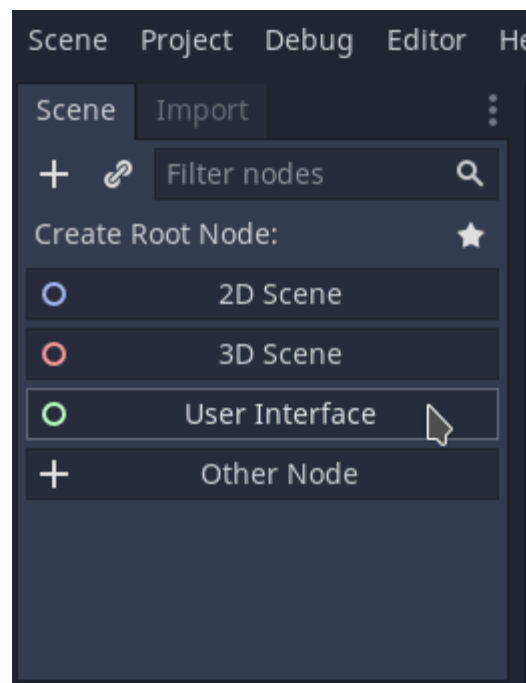 Scene Project Debug Editor He
Scene Import
Filter nodes
Create Root Node:
2D Scene
3D Scene
User Interface
Other Node